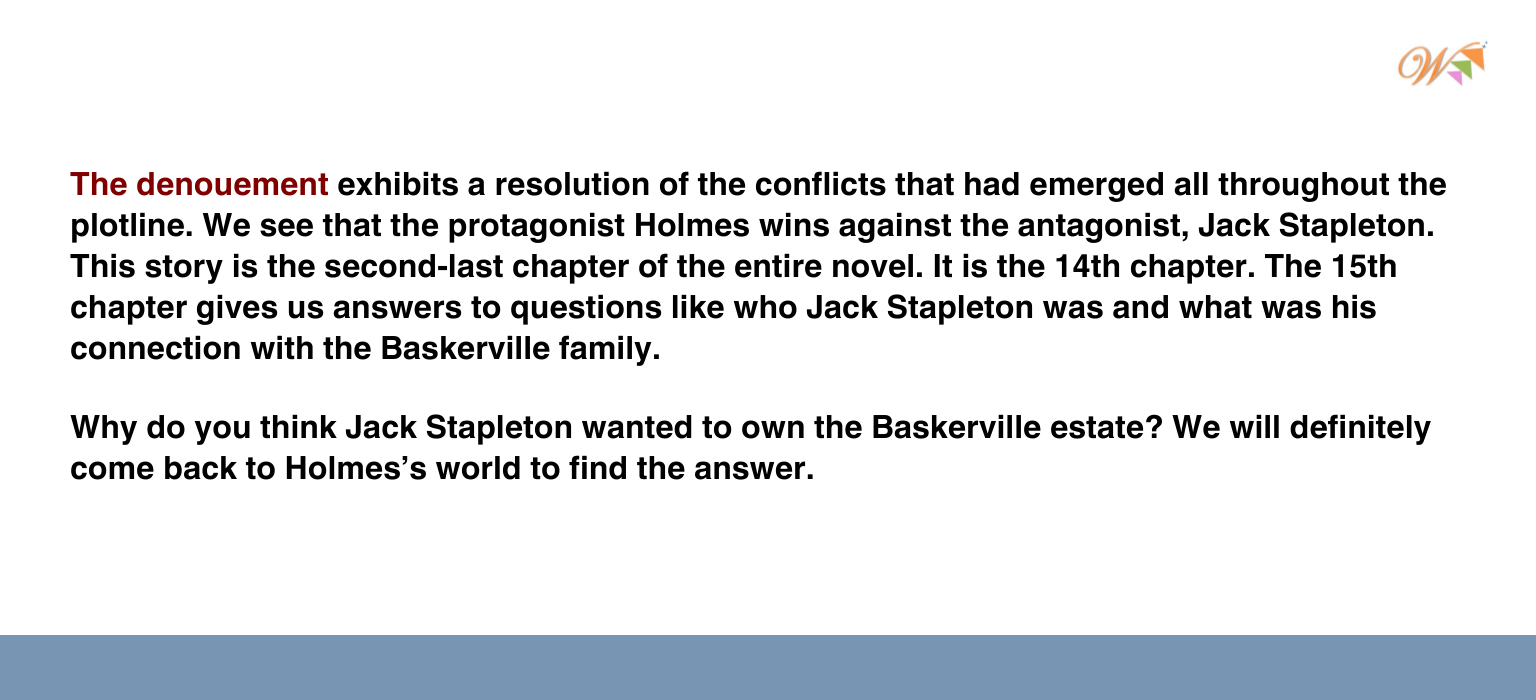 W
The denouement exhibits a resolution of the conflicts that had emerged all throughout the
plotline. We see that the protagonist Holmes wins against the antagonist, Jack Stapleton.
This story is the second-last chapter of the entire novel. It is the 14th chapter. The 15th
chapter gives us answers to questions like who Jack Stapleton was and what was his
connection with the Baskerville family.
Why do you think Jack Stapleton wanted to own the Baskerville estate? We will definitely
come back to Holmes’s world to find the answer.